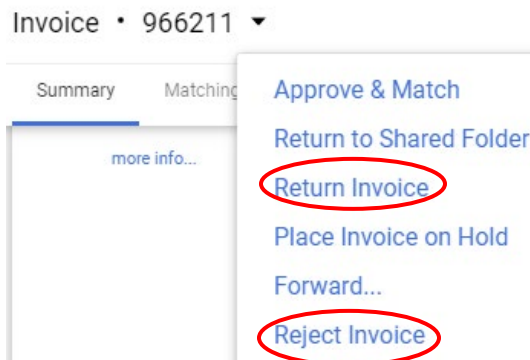 Invoice • 966211
Summary Matching
more info...
Approve & Match
Return to Shared Folder
Return Invoice
Place Invoice on Hold
Forward...
Reject Invoice